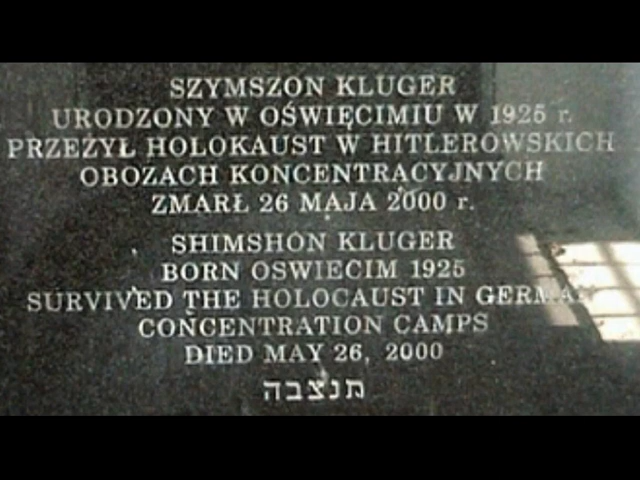 SZYMSZON KLUGER
URODZONY W OŚWIĘCIMIU W 1925 r.
PRZEŻYŁ HOLOKAUST W HITLEROWSKICH
OBOZACH KONCENTRACYJNYCH
ZMARŁ 26 MAJA 2000 r.
SHIMSHON KLUGER
BORN OSWIECIM 1925
SURVIVED THE HOLOCAUST IN GERMAN
CONCENTRATION CAMPS
DIED MAY 26, 2000
תנצבה